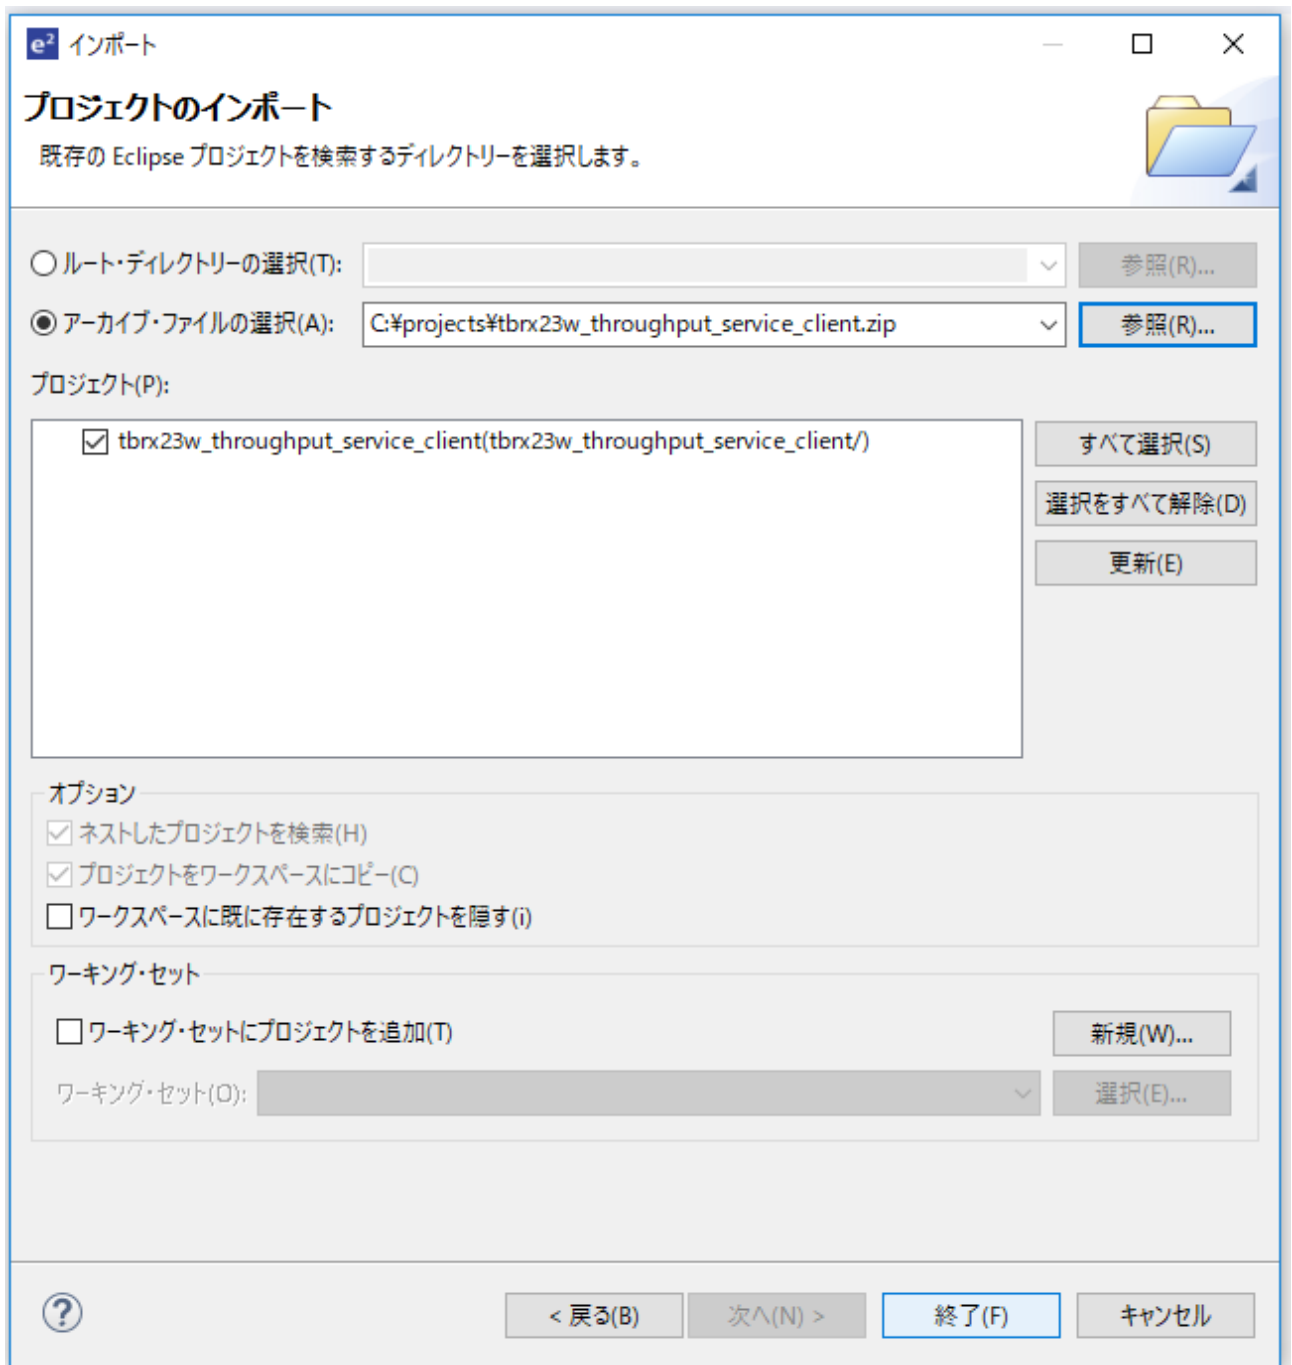 e² インポート
プロジェクトのインポート
既存の Eclipse プロジェクトを検索するディレクトリーを選択します。
ルート・ディレクトリーの選択(T): 参照(R)...
アーカイブ・ファイルの選択(A): C:¥projects¥tbrx23w_throughput_service_client.zip 参照(R)...
プロジェクト(P):
tbrx23w_throughput_service_client(tbrx23w_throughput_service_client/)
すべて選択(S)
選択をすべて解除(D)
更新(E)
オプション
ネストしたプロジェクトを検索(H)
プロジェクトをワークスペースにコピー(C)
ワークスペースに既に存在するプロジェクトを隠す(i)
ワーキング・セット
ワーキング・セットにプロジェクトを追加(T) 新規(W)...
ワーキング・セット(O): 選択(E)...
? < 戻る(B) 次へ(N) > 終了(F) キャンセル